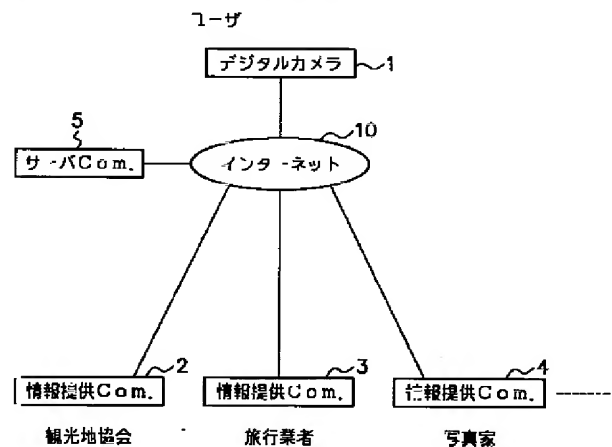 ユーザ
デジタルカメラ 1
5
10
サーバCom.
インターネット
2
3
4
情報提供Com.
情報提供Com.
情報提供Com.
観光地協会
旅行業者
写真家